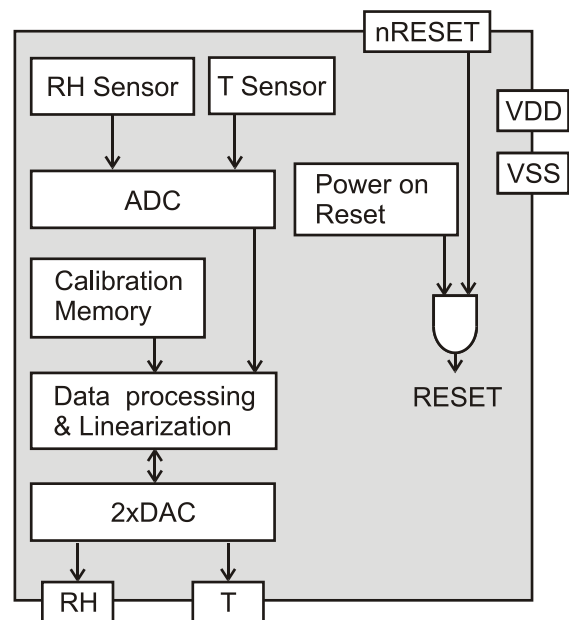 nRESET
RH Sensor
T Sensor
VDD
VSS
ADC
Power on
Reset
Calibration
Memory
Data processing
& Linearization
RESET
2xDAC
RH
T